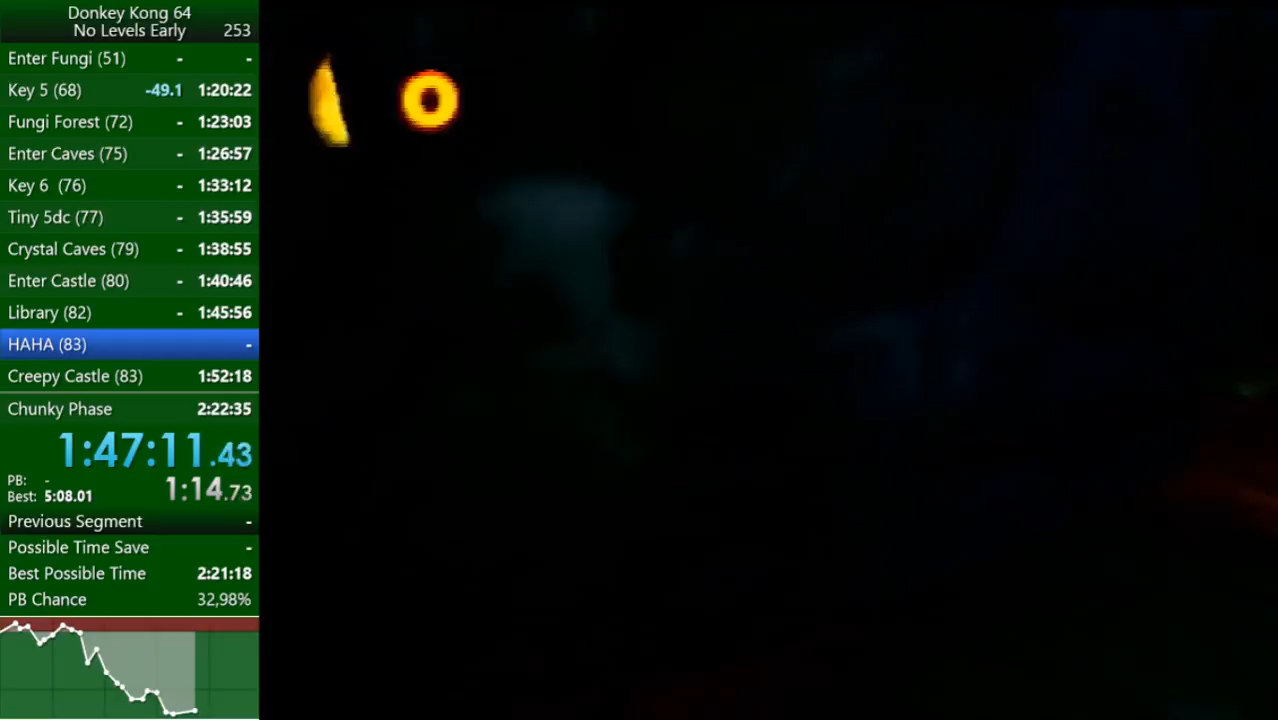 Donkey Kong 64
No Levels Early 253
Enter Fungi (51) - -
Key 5 (68) -49.1 1:20:22
Fungi Forest (72) - 1:23:03
Enter Caves (75) - 1:26:57
Key 6 (76) - 1:33:12
Tiny 5dc (77) - 1:35:59
Crystal Caves (79) - 1:38:55
Enter Castle (80) - 1:40:46
Library (82) - 1:45:56
HAHA (83) -
Creepy Castle (83) 1:52:18
Chunky Phase 2:22:35
1:47:11.43
PB: -
Best: 5:08.01 1:14.73
Previous Segment -
Possible Time Save -
Best Possible Time 2:21:18
PB Chance 32,98%